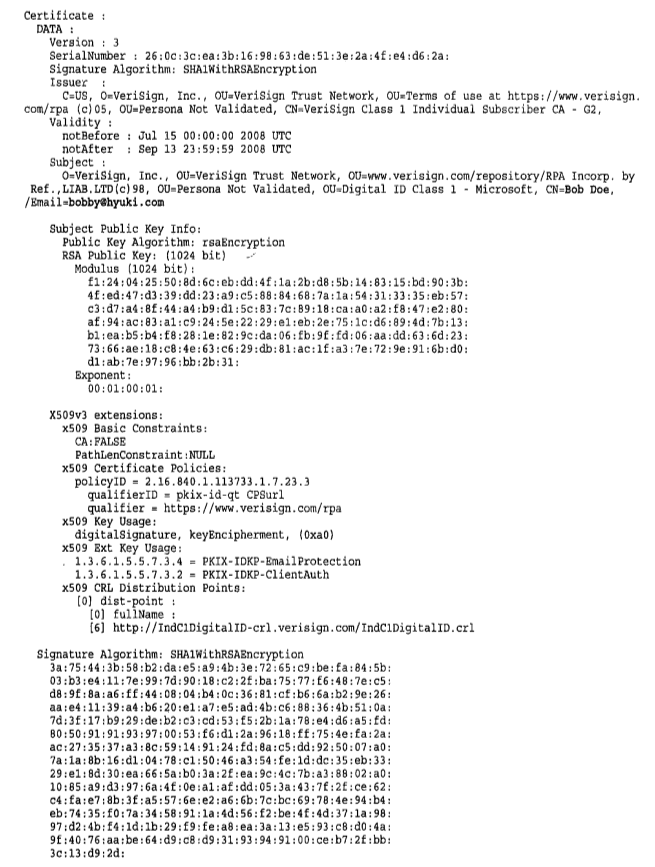 Certificate :
DATA :
Version : 3
SerialNumber : 26:0c:3c:ea:3b:16:98:63:de:51:3e:2a:4f:e4:d6:2a:
Signature Algorithm: SHA1WithRSAEncryption
Issuer :
C=US, O=VeriSign, Inc., OU=VeriSign Trust Network, OU=Terms of use at https://www.verisign.
com/rpa (c)05, OU=Persona Not Validated, CN=VeriSign Class 1 Individual Subscriber CA - G2,
Validity :
notBefore : Jul 15 00:00:00 2008 UTC
notAfter : Sep 13 23:59:59 2008 UTC
Subject :
O=VeriSign, Inc., OU=VeriSign Trust Network, OU=www.verisign.com/repository/RPA Incorp. by
Ref.,LIAB.LTD(c)98, OU=Persona Not Validated, OU=Digital ID Class 1 - Microsoft, CN=Bob Doe,
/Email=bobby@hyuki.com
Subject Public Key Info:
Public Key Algorithm: rsaEncryption
RSA Public Key: (1024 bit)
Modulus (1024 bit):
f1:24:04:25:50:8d:6c:eb:dd:4f:1a:2b:d8:5b:14:83:15:bd:90:3b:
4f:ed:47:d3:39:dd:23:a9:c5:88:84:68:7a:1a:54:31:33:35:eb:57:
c3:d7:a4:8f:44:a4:b9:d1:5c:83:7c:89:18:ca:a0:a2:f8:47:e2:80:
af:94:ac:83:a1:c9:24:5e:22:29:e1:eb:2e:75:1c:d6:89:4d:7b:13:
b1:ea:b5:b4:f8:28:1e:82:9c:da:06:fb:9f:fd:06:aa:dd:63:6d:23:
73:66:ae:18:c8:4e:63:c6:29:db:81:ac:1f:a3:7e:72:9e:91:6b:d0:
d1:ab:7e:97:96:bb:2b:31:
Exponent:
00:01:00:01:
X509v3 extensions:
x509 Basic Constraints:
CA:FALSE
PathLenConstraint:NULL
x509 Certificate Policies:
policyID = 2.16.840.1.113733.1.7.23.3
qualifierID = pkix-id-qt CPSurl
qualifier = https://www.verisign.com/rpa
x509 Key Usage:
digitalSignature, keyEncipherment, (0xa0)
x509 Ext Key Usage:
1.3.6.1.5.5.7.3.4 = PKIX-IDKP-EmailProtection
1.3.6.1.5.5.7.3.2 = PKIX-IDKP-ClientAuth
x509 CRL Distribution Points:
[0] dist-point :
[0] fullName :
[6] http://IndC1DigitalID-crl.verisign.com/IndC1DigitalID.crl
Signature Algorithm: SHA1WithRSAEncryption
3a:75:44:3b:58:b2:da:e5:a9:4b:3e:72:65:c9:be:fa:84:5b:
03:b3:e4:11:7e:99:7d:90:18:c2:2f:ba:75:77:f6:48:7e:c5:
d8:9f:8a:a6:ff:44:08:04:b4:0c:36:81:cf:b6:6a:b2:9e:26:
aa:e4:11:39:a4:b6:20:e1:a7:e5:ad:4b:c6:88:36:4b:51:0a:
7d:3f:17:b9:29:de:b2:c3:cd:53:f5:2b:1a:78:e4:d6:a5:fd:
80:50:91:91:93:97:00:53:f6:d1:2a:96:18:ff:75:4e:fa:2a:
ac:27:35:37:a3:8c:59:14:91:24:fd:8a:c5:dd:92:50:07:a0:
7a:1a:8b:16:d1:04:78:c1:50:46:a3:54:fe:1d:dc:35:eb:33:
29:e1:8d:30:ea:66:5a:b0:3a:2f:ea:9c:4c:7b:a3:88:02:a0:
10:85:a9:d3:97:6a:4f:0e:a1:af:dd:05:3a:43:7f:2f:ce:62:
c4:fa:e7:8b:3f:a5:57:6e:e2:a6:6b:7c:bc:69:78:4e:94:b4:
eb:74:35:f0:7a:34:58:91:1a:4d:56:f2:be:4f:4d:37:1a:98:
97:d2:4b:f4:1d:1b:29:f9:fe:a8:ea:3a:13:e5:93:c8:d0:4a:
9f:40:76:aa:be:64:d9:c8:d9:31:93:94:91:00:ce:b7:2f:bb:
3c:13:d9:2d: